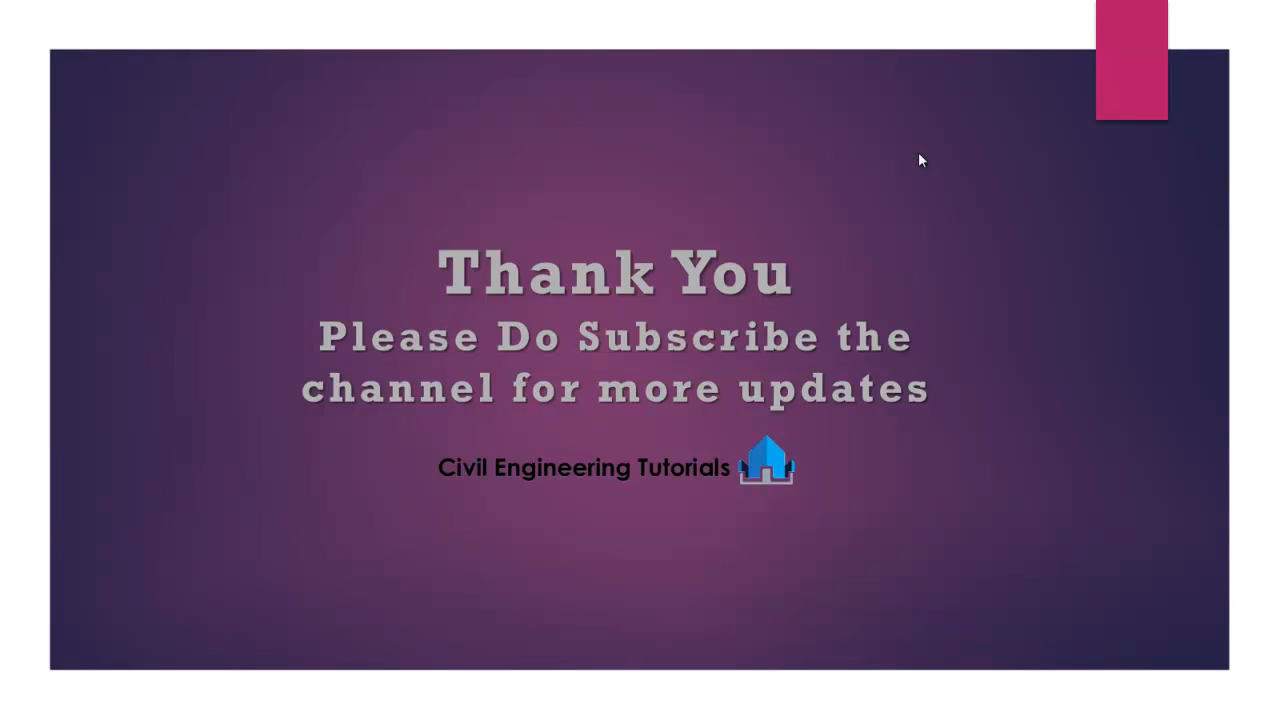 Thank You
Please Do Subscribe the
channel for more updates
Civil Engineering Tutorials